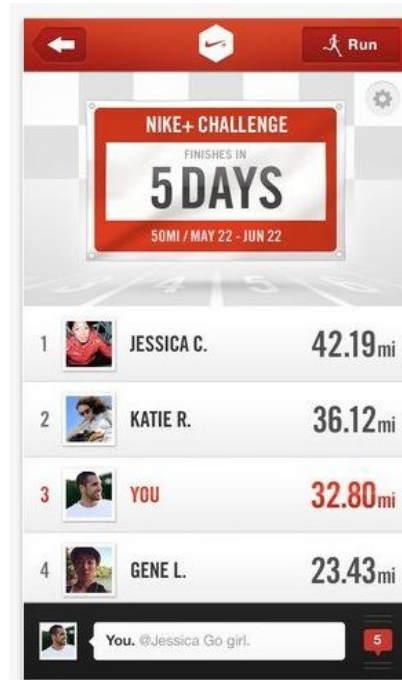 Run
NIKE+ CHALLENGE
FINISHES IN
5 DAYS
50MI / MAY 22 - JUN 22
1 JESSICA C. 42.19mi
2 KATIE R. 36.12mi
3 YOU 32.80mi
4 GENE L. 23.43mi
You. @Jessica Go girl. 5